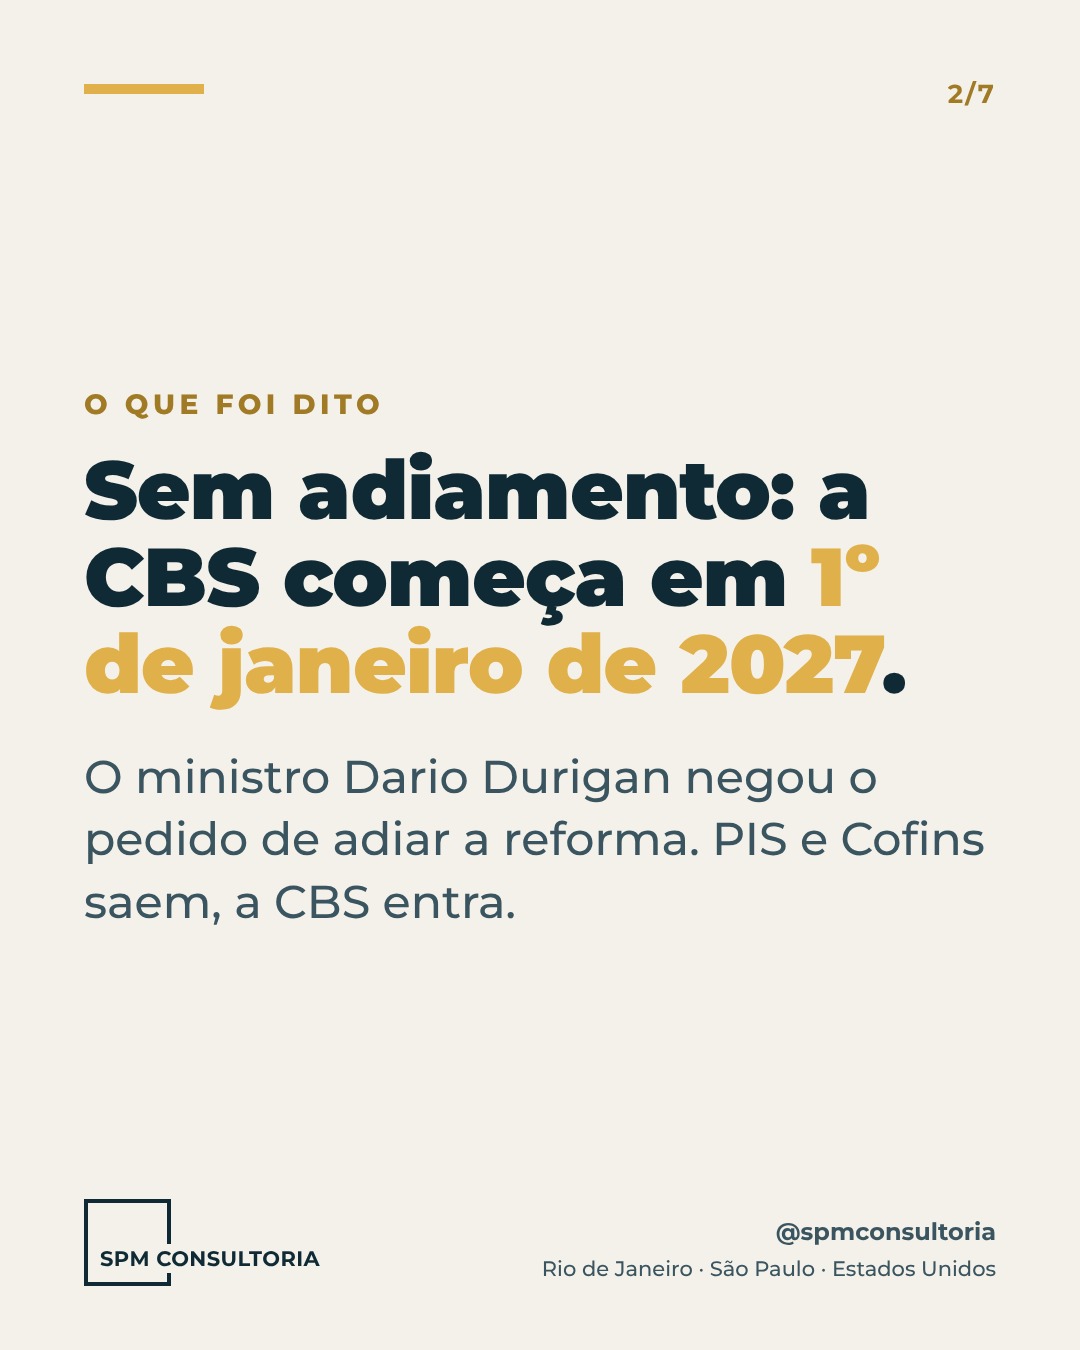 2/7
O QUE FOI DITO
Sem adiamento: a
CBS começa em 1º
de janeiro de 2027.
O ministro Dario Durigan negou o
pedido de adiar a reforma. PIS e Cofins
saem, a CBS entra.
SPM CONSULTORIA
@spmconsultoria
Rio de Janeiro · São Paulo · Estados Unidos